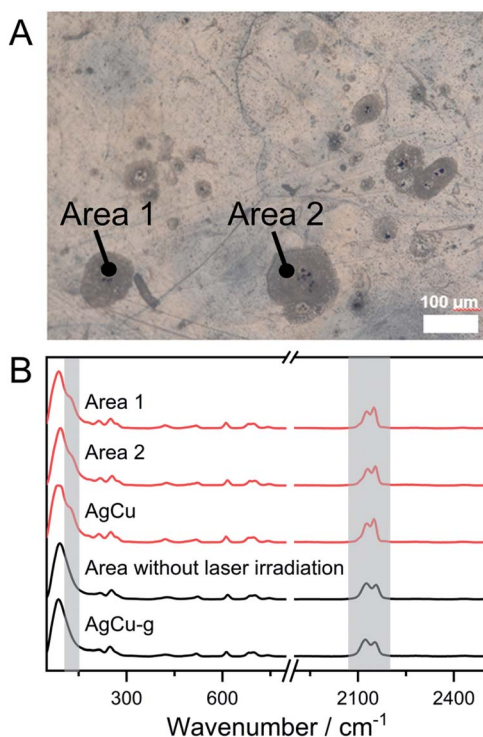 A
Area 1
Area 2
100 µm
B
Area 1
Area 2
AgCu
Area without laser irradiation
AgCu-g
300 600 2100 2400
Wavenumber / cm⁻¹